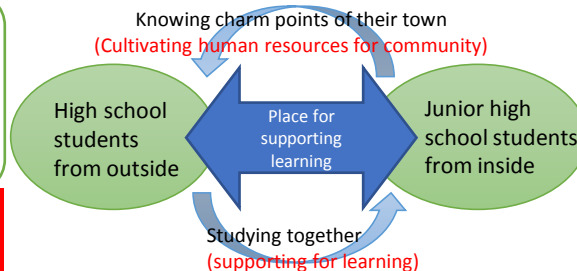 Knowing charm points of their town
(Cultivating human resources for community)
High school
students
from outside
Place for
supporting
learning
Junior high
school students
from inside
Studying together
(supporting for learning)